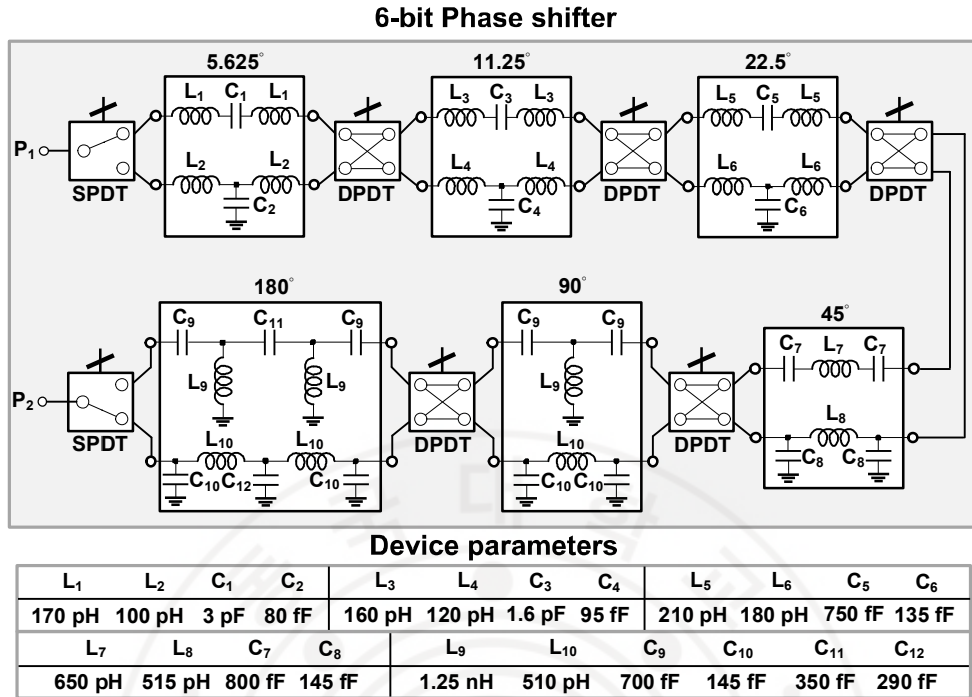 6-bit Phase shifter
5.625° 11.25° 22.5°
L1 C1 L1 L3 C3 L3 L5 C5 L5
P1
L2 L2 L4 L4 L6 L6
SPDT C2 DPDT C4 DPDT C6 DPDT
180° 90° 45°
C9 C11 C9 C9 C9 C7 L7 C7
L9 L9 L9
P2
SPDT L10 L10 DPDT L10 DPDT L8
C10 C12 C10 C10 C10 C8 C8
Device parameters
L1 L2 C1 C2 L3 L4 C3 C4 L5 L6 C5 C6
170 pH 100 pH 3 pF 80 fF 160 pH 120 nH 1.6 pF 95 fF 210 pH 180 pH 750 fF 135 fF
L7 L8 C7 C8 L9 L10 C9 C10 C11 C12
650 pH 515 pH 800 fF 145 fF 1.25 nH 510 pH 700 fF 145 fF 350 fF 290 fF